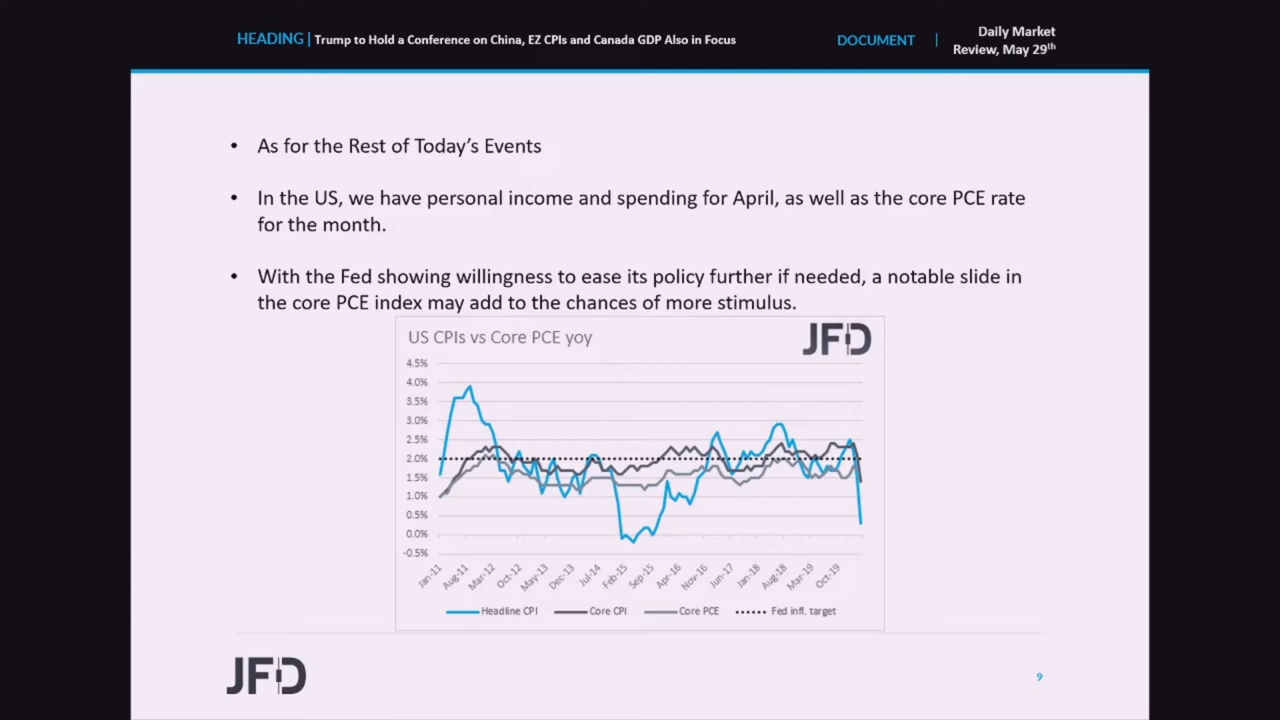 HEADING | Trump to Hold a Conference on China, EZ CPIs and Canada GDP Also in Focus
DOCUMENT | Daily Market
Review, May 29th
• As for the Rest of Today's Events
• In the US, we have personal income and spending for April, as well as the core PCE rate
for the month.
• With the Fed showing willingness to ease its policy further if needed, a notable slide in
the core PCE index may add to the chances of more stimulus.
US CPIs vs Core PCE yoy
JFD
4.5%
4.0%
3.5%
3.0%
2.5%
2.0%
1.5%
1.0%
0.5%
0.0%
-0.5%
Jan-11 Aug-11 Mar-12 Oct-12 May-13 Dec-13 Jul-14 Feb-15 Sep-15 Apr-16 Nov-16 Jun-17 Jan-18 Aug-18 Mar-19 Oct-19
Headline CPI Core CPI Core PCE Fed infl. target
JFD
9